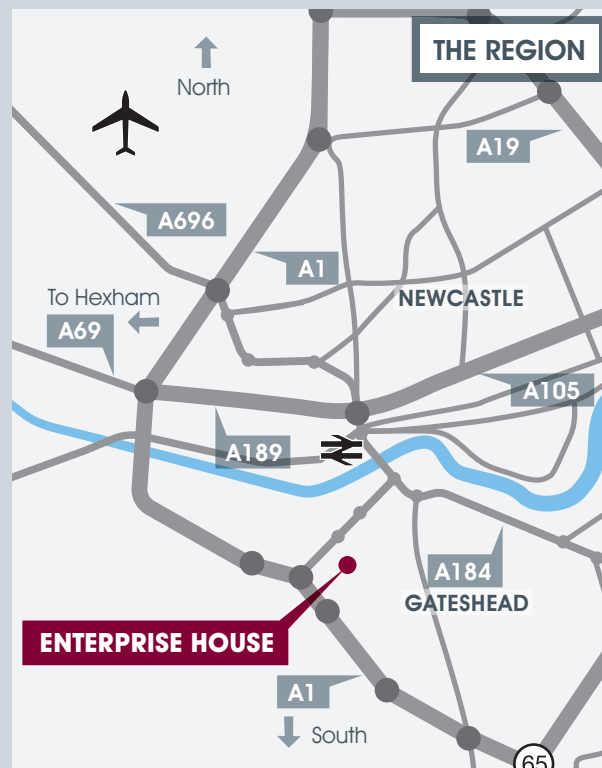 THE REGION
North
A19
A696
A1
To Hexham
A69
NEWCASTLE
A105
A189
A184
GATESHEAD
ENTERPRISE HOUSE
A1
South
65